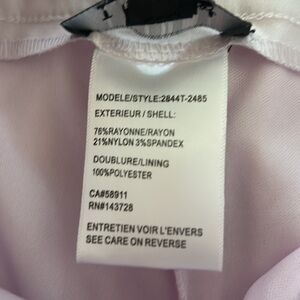 MODELE/STYLE:2844T-2485
EXTERIEUR / SHELL:
76%RAYONNE/RAYON
21%NYLON 3%SPANDEX
DOUBLURE/LINING
100%POLYESTER
CA#58911
RN#143728
ENTRETIEN VOIR L'ENVERS
SEE CARE ON REVERSE